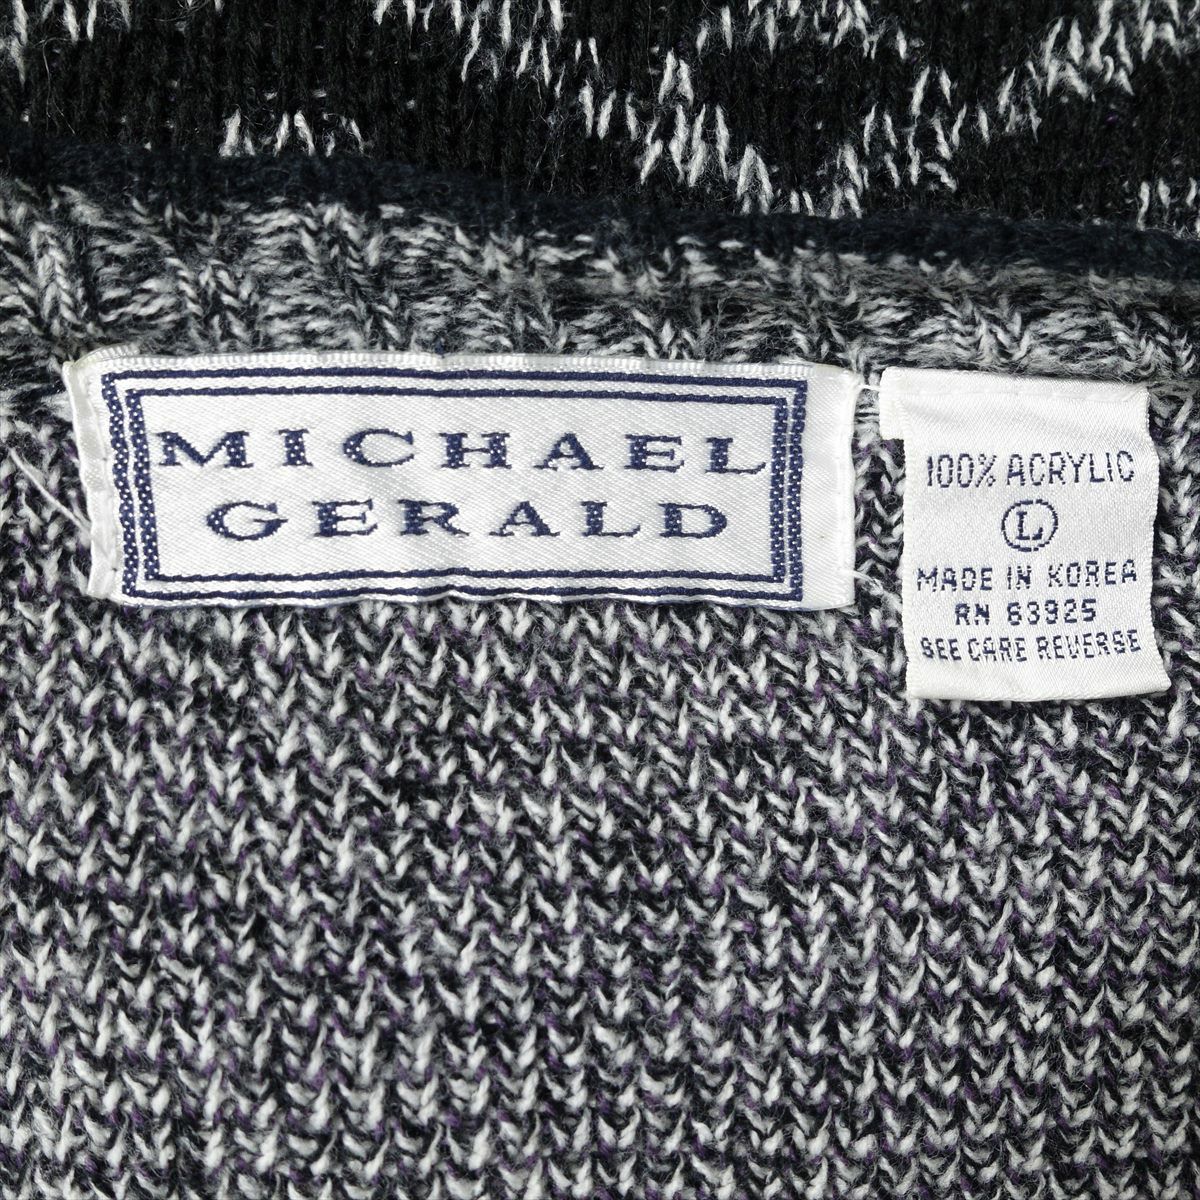 MICHAEL
GERALD
100% ACRYLIC
L
MADE IN KOREA
RN 63925
SEE CARE REVERSE